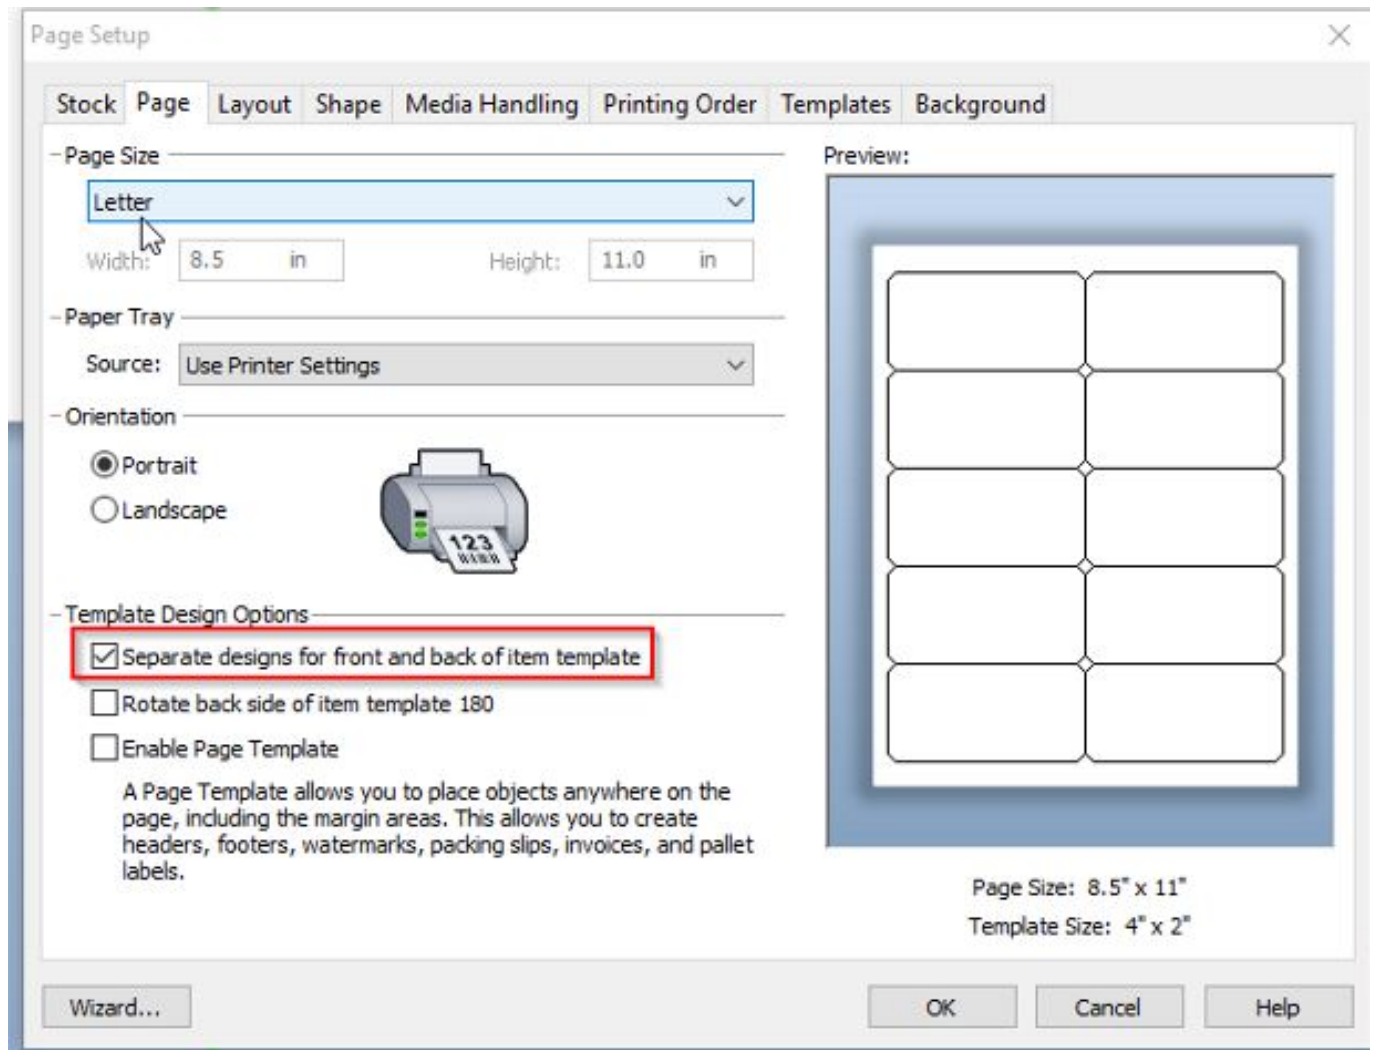 Page Setup
Stock Page Layout Shape Media Handling Printing Order Templates Background
Page Size
Letter
Width: 8.5 in Height: 11.0 in
Paper Tray
Source: Use Printer Settings
Orientation
Portrait
Landscape
123
Template Design Options
Separate designs for front and back of item template
Rotate back side of item template 180
Enable Page Template
A Page Template allows you to place objects anywhere on the
page, including the margin areas. This allows you to create
headers, footers, watermarks, packing slips, invoices, and pallet
labels.
Preview:
Page Size: 8.5" x 11"
Template Size: 4" x 2"
Wizard... OK Cancel Help